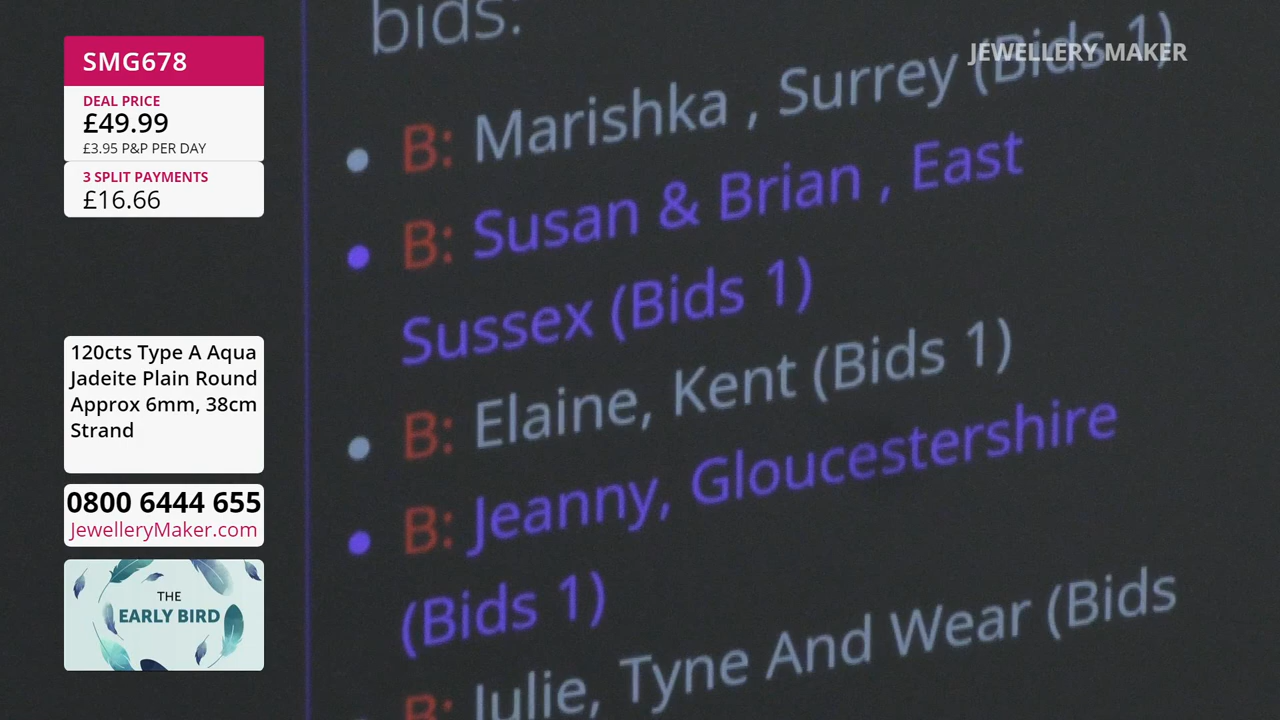 SMG678
DEAL PRICE
£49.99
£3.95 P&P PER DAY
3 SPLIT PAYMENTS
£16.66
120cts Type A Aqua
Jadeite Plain Round
Approx 6mm, 38cm
Strand
0800 6444 655
JewelleryMaker.com
THE
EARLY BIRD
JEWELLERY MAKER
bids:
B: Marishka , Surrey (Bids 1)
B: Susan & Brian , East
Sussex (Bids 1)
B: Elaine, Kent (Bids 1)
B: Jeanny, Gloucestershire
(Bids 1)
B: Julie, Tyne And Wear (Bids